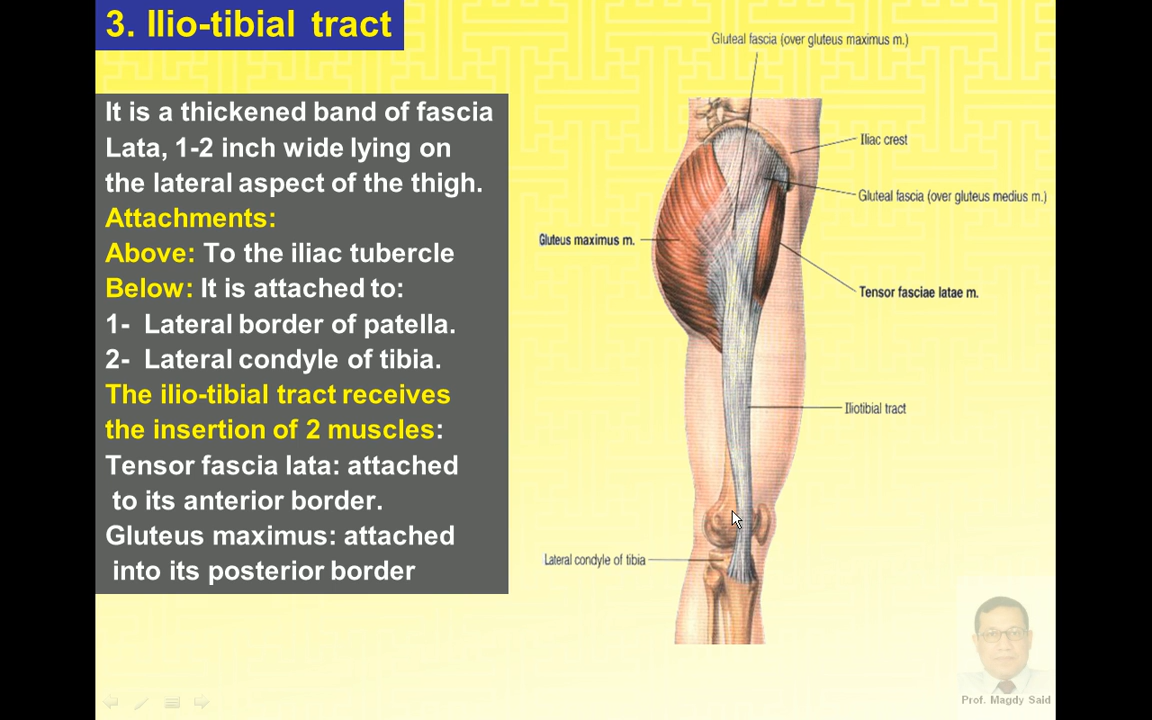 3. Ilio-tibial tract
It is a thickened band of fascia
Lata, 1-2 inch wide lying on
the lateral aspect of the thigh.
Attachments:
Above: To the iliac tubercle
Below: It is attached to:
1- Lateral border of patella.
2- Lateral condyle of tibia.
The ilio-tibial tract receives
the insertion of 2 muscles:
Tensor fascia lata: attached
to its anterior border.
Gluteus maximus: attached
into its posterior border
Gluteal fascia (over gluteus maximus m.)
Iliac crest
Gluteal fascia (over gluteus medius m.)
Gluteus maximus m.
Tensor fasciae latae m.
Iliotibial tract
Lateral condyle of tibia
Prof. Magdy Said